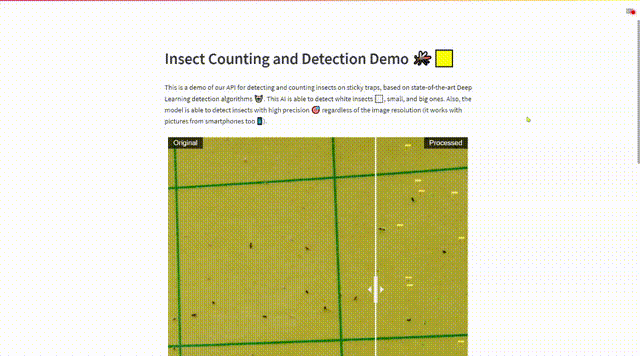 Insect Counting and Detection Demo
This is a demo of our API for detecting and counting insects on sticky traps, based on state-of-the-art Deep
Learning detection algorithms 🐱. This AI is able to detect white insects ⬜, small, and big ones. Also, the
model is able to detect insects with high precision 🎯 regardless of the image resolution (it works with
pictures from smartphones too 📱).
Original
Processed